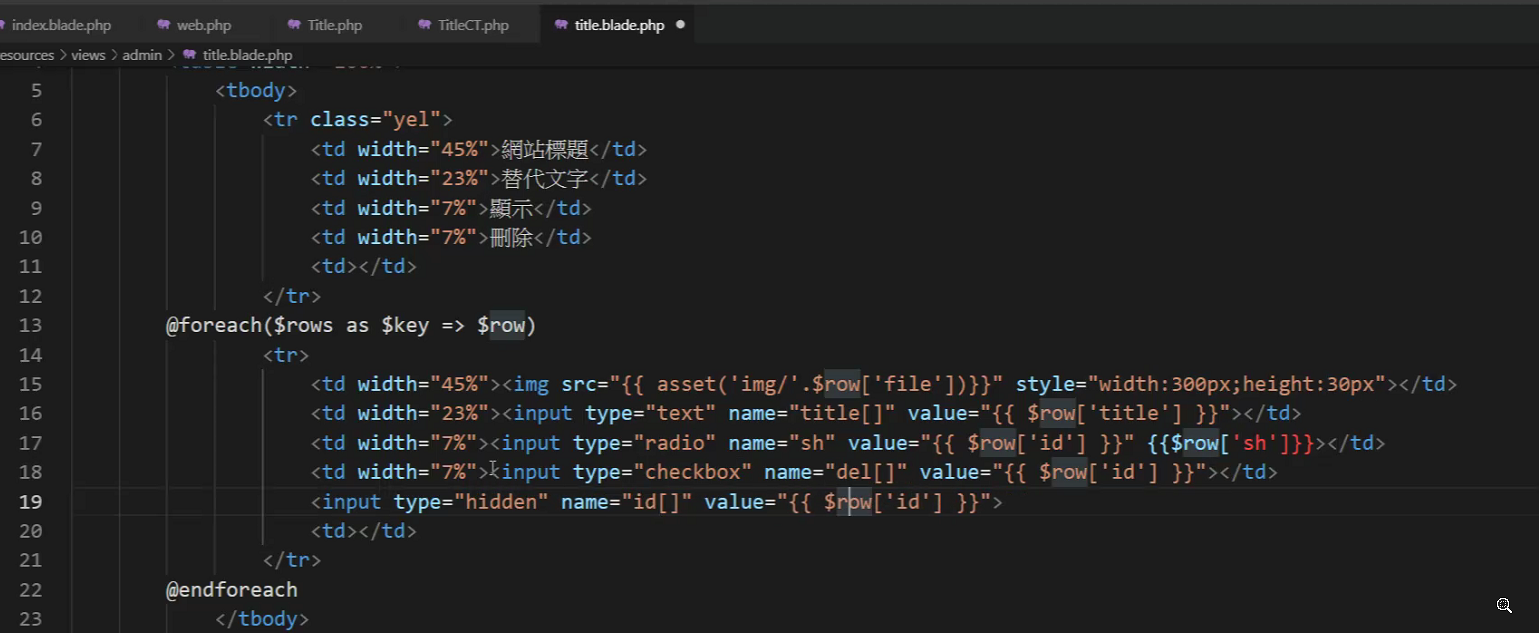 index.blade.php web.php Title.php TitleCT.php title.blade.php
esources > views > admin > title.blade.php
5 <tbody>
6 <tr class="yel">
7 <td width="45%">網站標題</td>
8 <td width="23%">替代文字</td>
9 <td width="7%">顯示</td>
10 <td width="7%">刪除</td>
11 <td></td>
12 </tr>
13 @foreach($rows as $key => $row)
14 <tr>
15 <td width="45%"><img src="{{ asset('img/'.$row['file'])}}" style="width:300px;height:30px"></td>
16 <td width="23%"><input type="text" name="title[]" value="{{ $row['title'] }}"></td>
17 <td width="7%"><input type="radio" name="sh" value="{{ $row['id'] }}" {{$row['sh']}}></td>
18 <td width="7%"><input type="checkbox" name="del[]" value="{{ $row['id'] }}"></td>
19 <input type="hidden" name="id[]" value="{{ $row['id'] }}">
20 <td></td>
21 </tr>
22 @endforeach
23 </tbody>